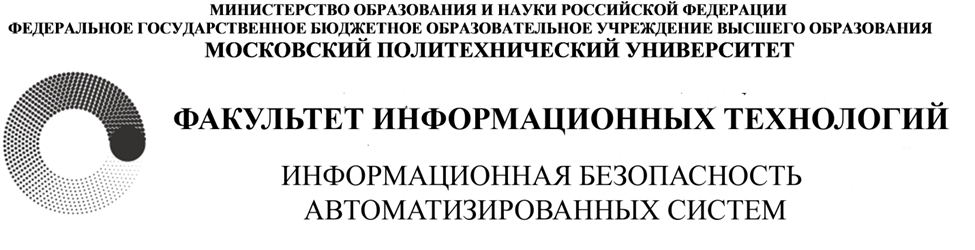 МИНИСТЕРСТВО ОБРАЗОВАНИЯ И НАУКИ РОССИЙСКОЙ ФЕДЕРАЦИИ
ФЕДЕРАЛЬНОЕ ГОСУДАРСТВЕННОЕ БЮДЖЕТНОЕ ОБРАЗОВАТЕЛЬНОЕ УЧРЕЖДЕНИЕ ВЫСШЕГО ОБРАЗОВАНИЯ
МОСКОВСКИЙ ПОЛИТЕХНИЧЕСКИЙ УНИВЕРСИТЕТ
ФАКУЛЬТЕТ ИНФОРМАЦИОННЫХ ТЕХНОЛОГИЙ
ИНФОРМАЦИОННАЯ БЕЗОПАСНОСТЬ
АВТОМАТИЗИРОВАННЫХ СИСТЕМ